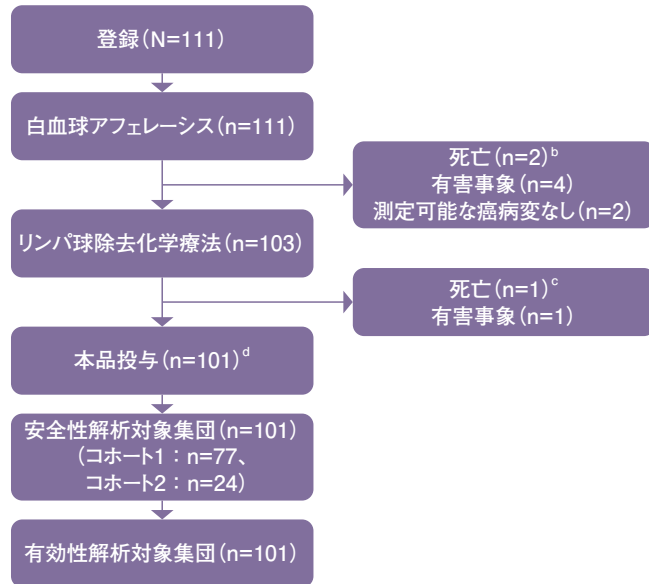 登録（N=111）
白血球アフェレーシス（n=111）
死亡（n=2）b
有害事象（n=4）
測定可能な癌病変なし（n=2）
リンパ球除去化学療法（n=103）
死亡（n=1）c
有害事象（n=1）
本品投与（n=101）d
安全性解析対象集団（n=101）
（コホート1：n=77、
コホート2：n=24）
有効性解析対象集団（n=101）